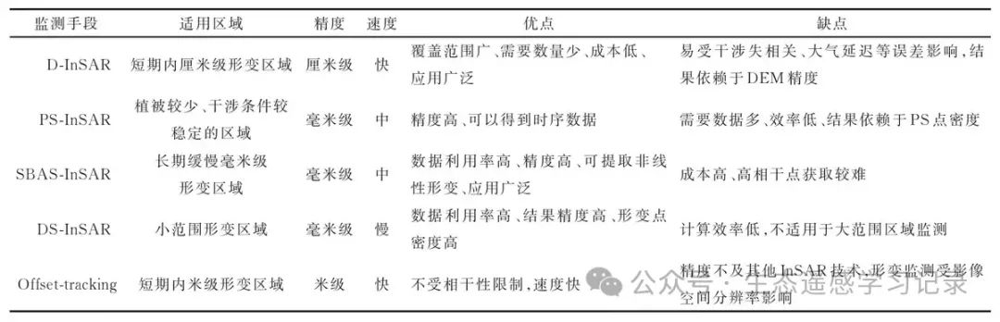 监测手段 适用区域 精度 速度 优点 缺点
D-InSAR 短期内厘米级形变区域 厘米级 快 覆盖范围广、需要数量少、成本低、
应用广泛 易受干涉失相关、大气延迟等误差影响,结
果依赖于DEM精度
PS-InSAR 植被较少、干涉条件较
稳定的区域 毫米级 中 精度高、可以得到时序数据 需要数据多、效率低、结果依赖于PS点密度
SBAS-InSAR 长期缓慢毫米级
形变区域 毫米级 中 数据利用率高、精度高、可提取非线
性形变、应用广泛 成本高、高相干点获取较难
DS-InSAR 小范围形变区域 毫米级 慢 数据利用率高、结果精度高、形变点
密度高 计算效率低,不适用于大范围区域监测
Offset-tracking 短期内米级形变区域 米级 快 不受相干性限制,速度快 精度不及其他InSAR技术,形变监测受影像
空间分辨率影响
公众号·生态遥感学习记录